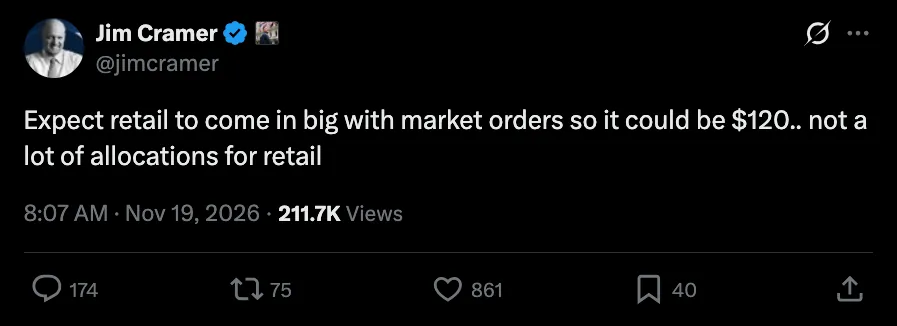 Jim Cramer
@jimcramer
Expect retail to come in big with market orders so it could be $120.. not a
lot of allocations for retail
8:07 AM · Nov 19, 2026 · 211.7K Views
174 75 861 40